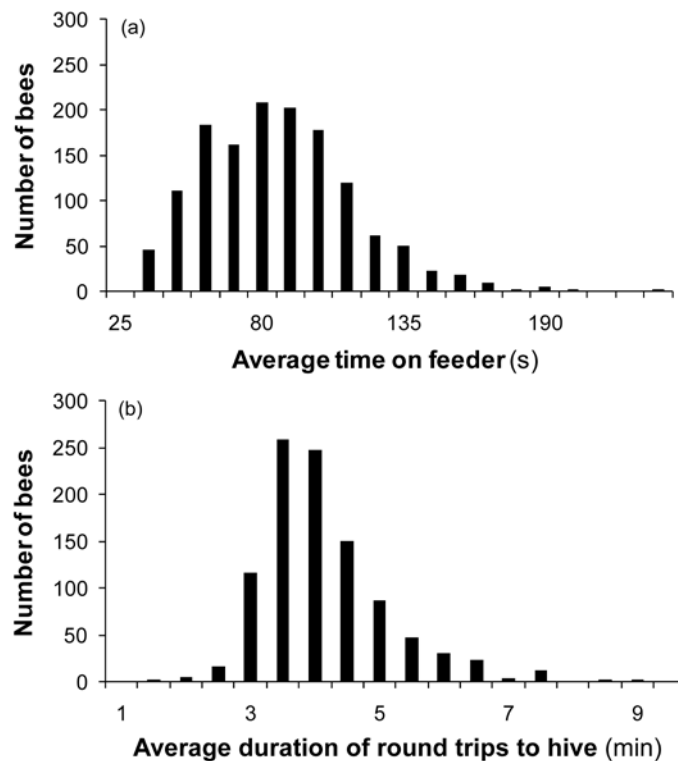 (a)
300
250
200
150
100
50
0
Number of bees
25 80 135 190
Average time on feeder (s)
(b)
300
250
200
150
100
50
0
Number of bees
1 3 5 7 9
Average duration of round trips to hive (min)